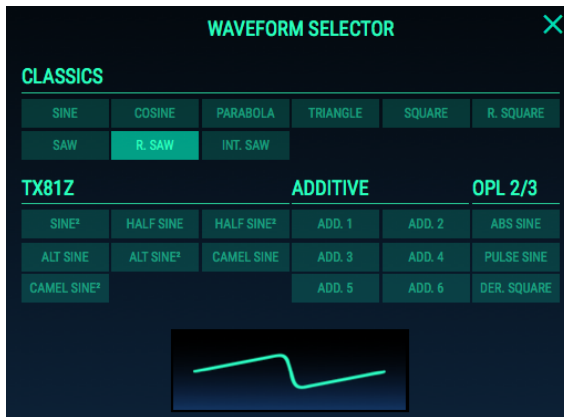 WAVEFORM SELECTOR
CLASSICS
SINE COSINE PARABOLA TRIANGLE SQUARE R. SQUARE
SAW R. SAW INT. SAW
TX81Z ADDITIVE OPL 2/3
SINE² HALF SINE HALF SINE² ADD. 1 ADD. 2 ABS SINE
ALT SINE ALT SINE² CAMEL SINE ADD. 3 ADD. 4 PULSE SINE
CAMEL SINE² ADD. 5 ADD. 6 DER. SQUARE